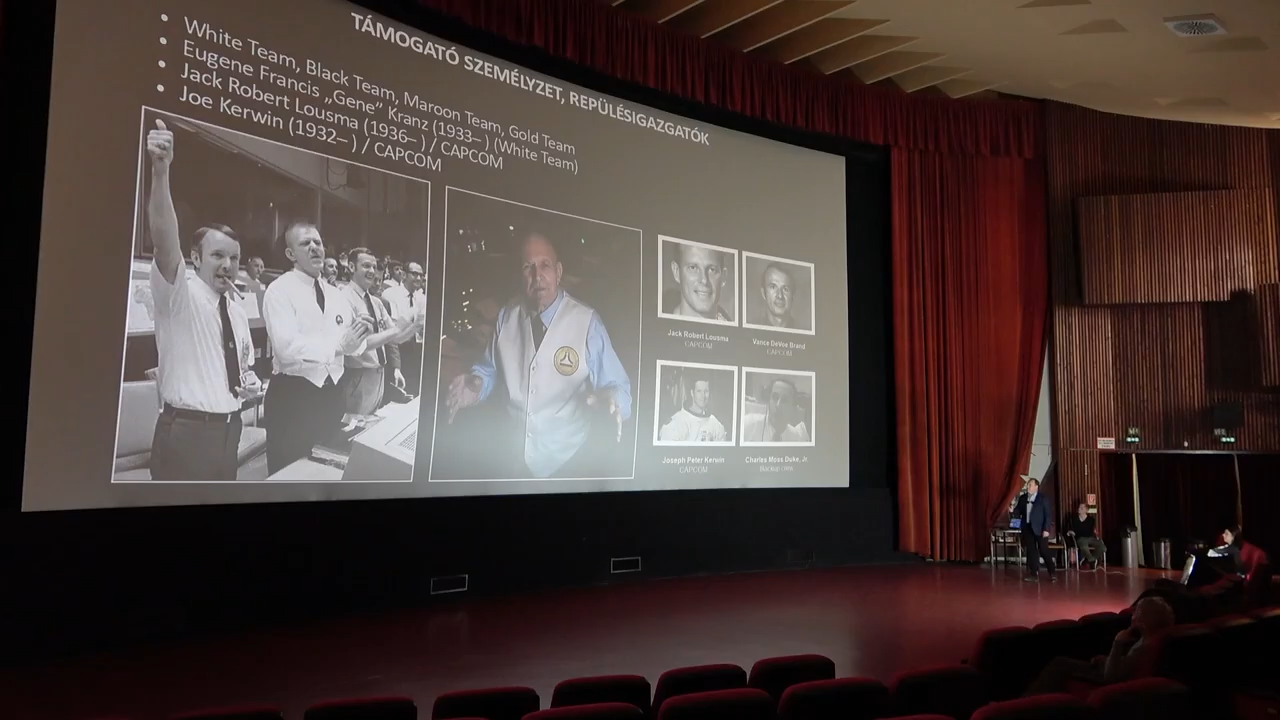 TÁMOGATÓ SZEMÉLYZET, REPÜLÉSIGAZGATÓK
• White Team, Black Team, Maroon Team, Gold Team
• Eugene Francis „Gene” Kranz (1933– ) (White Team)
• Jack Robert Lousma (1936– ) / CAPCOM
• Joe Kerwin (1932– ) / CAPCOM
Jack Robert Lousma
CAPCOM
Vance DeVoe Brand
CAPCOM
Joseph Peter Kerwin
CAPCOM
Charles Moss Duke, Jr.